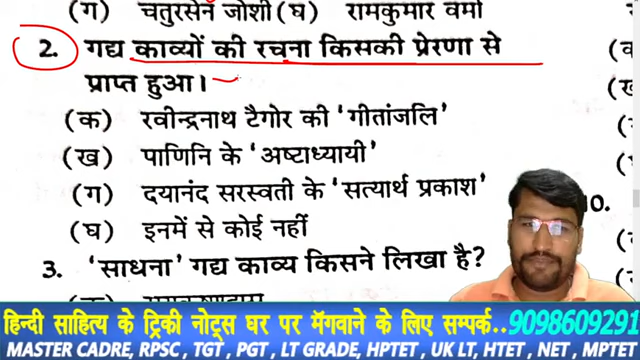 (ग) चतुरसेन जोशी (घ) रामकुमार वर्मा
2. गद्य काव्यों की रचना किसकी प्रेरणा से
प्राप्त हुआ।
(क) रवीन्द्रनाथ टैगोर की 'गीतांजलि'
(ख) पाणिनि के 'अष्टाध्यायी'
(ग) दयानंद सरस्वती के 'सत्यार्थ प्रकाश'
(घ) इनमें से कोई नहीं
10.
3. 'साधना' गद्य काव्य किसने लिखा है?
हिन्दी साहित्य के ट्रिकी नोट्स घर पर मँगवाने के लिए सम्पर्क..9098609291
MASTER CADRE, RPSC , TGT , PGT , LT GRADE, HPTET , UK LT, HTET , NET , MPTET